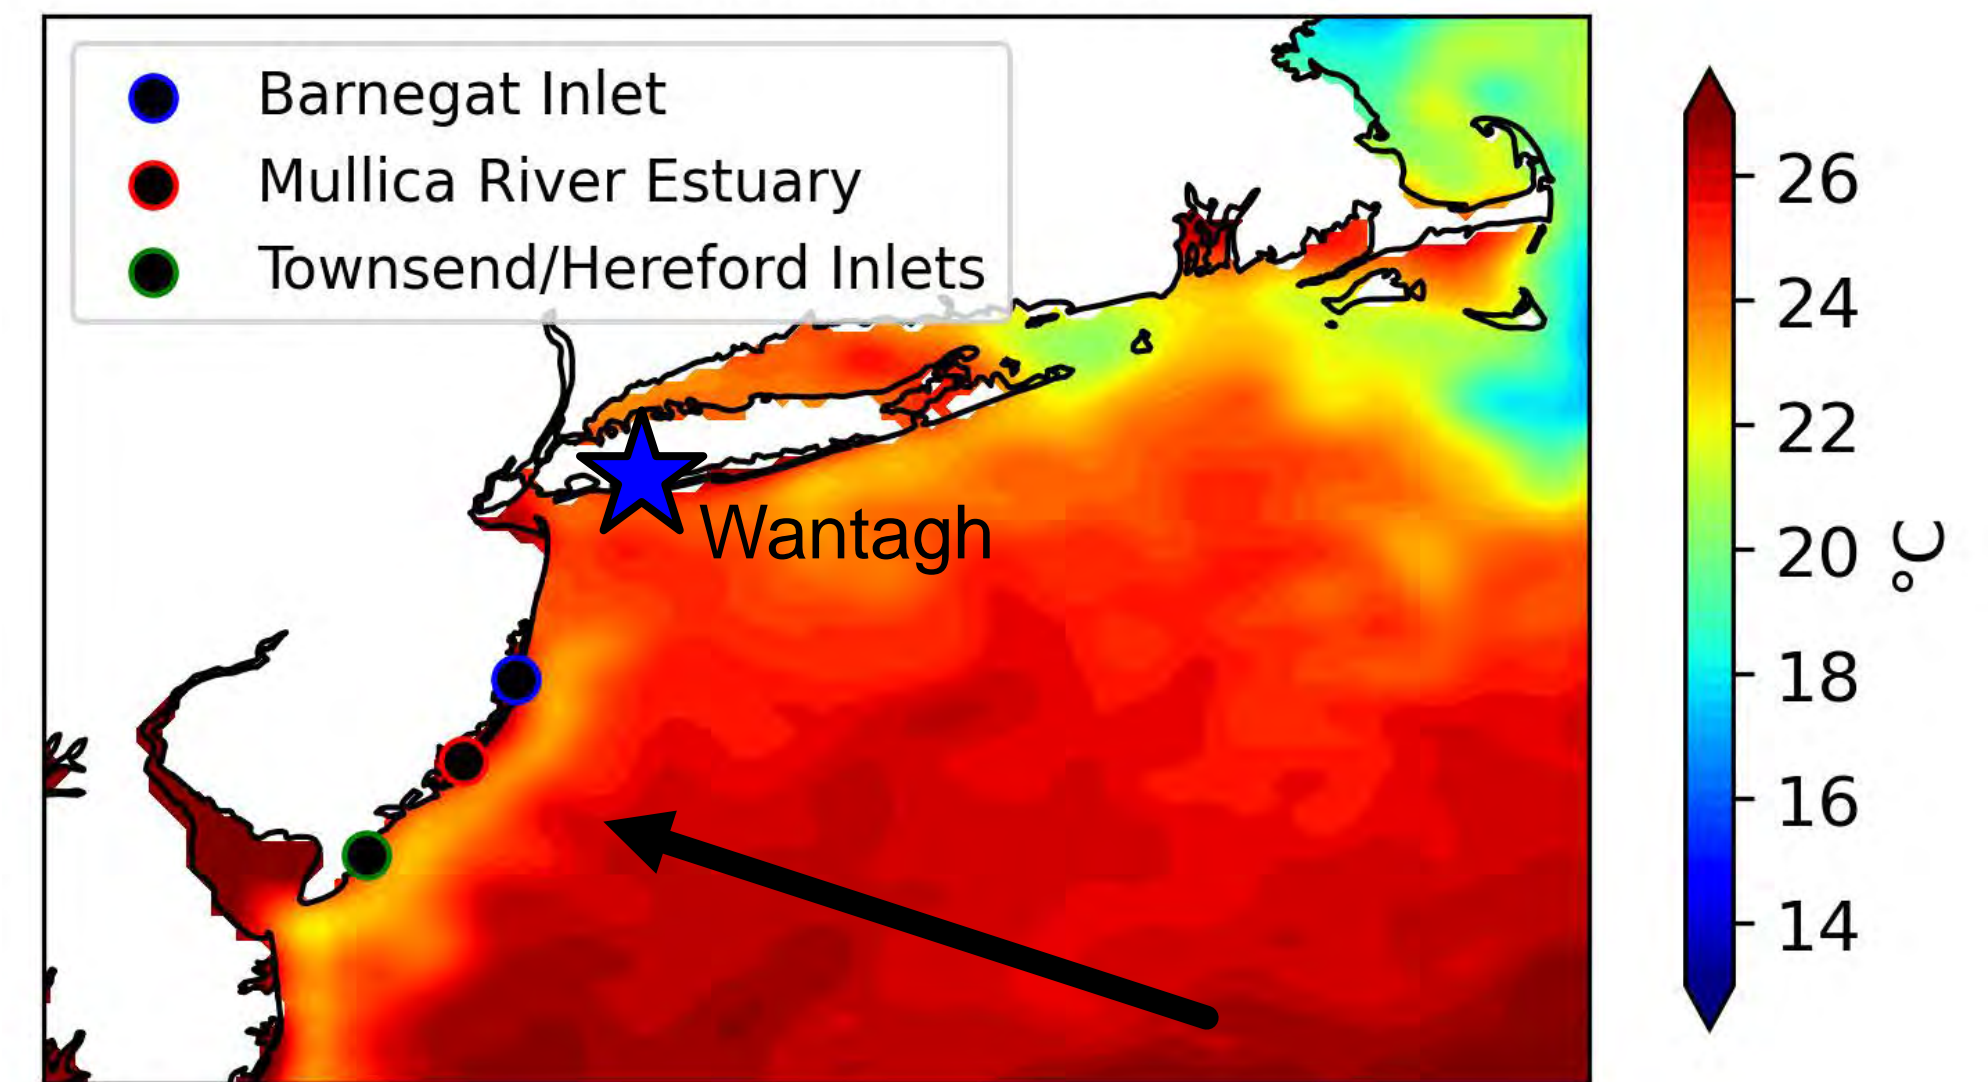 Barnegat Inlet
Mullica River Estuary
Townsend/Hereford Inlets
Wantagh
26
24
22
20
18
16
14
°C